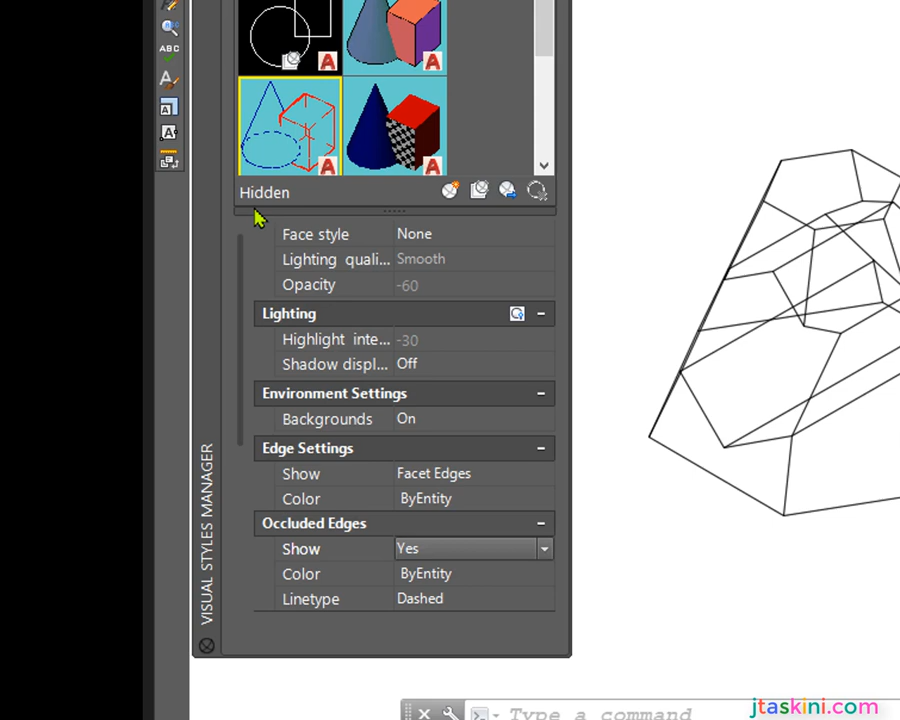 ABC
Hidden
Face style None
Lighting quali... Smooth
Opacity -60
Lighting
Highlight inte... -30
Shadow displ... Off
Environment Settings
Backgrounds On
Edge Settings
Show Facet Edges
Color ByEntity
Occluded Edges
Show Yes
Color ByEntity
Linetype Dashed
VISUAL STYLES MANAGER
Type a command
jtaskini.com